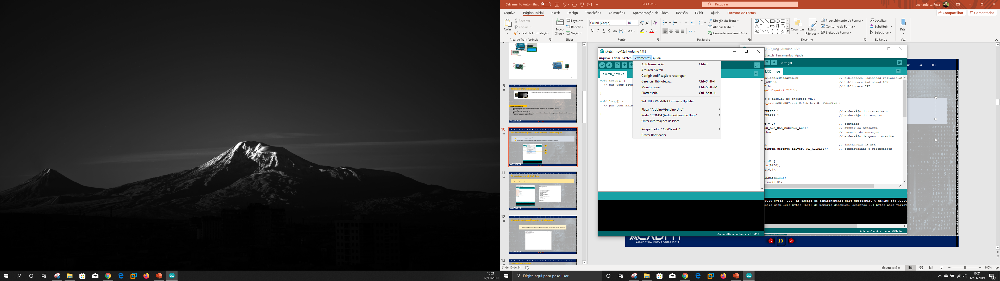 Salvamento Automático
RF433Mhz
Pesquisar
Leonardo La Rosa
Arquivo Página Inicial Inserir Design Transições Animações Apresentação de Slides Revisão Exibir Ajuda Formato de Forma
Compartilhar Comentários
Colar
Recortar
Copiar
Pincel de Formatação
Área de Transferência
Novo
Slide
Layout
Redefinir
Seção
Slides
Calibri (Corpo) 16
Fonte
Direção do Texto
Alinhar Texto
Converter em SmartArt
Parágrafo
Organizar
Estilos
Rápidos
Preenchimento da Forma
Contorno da Forma
Efeitos de Forma
Desenho
Localizar
Substituir
Selecionar
Editando
Ditar
Voz
9
10
11
12
13
sketch_nov12a | Arduino 1.8.9
Arquivo Editar Sketch Ferramentas Ajuda
sketch_nov12a
void setup() {
// put your setu
}
void loop() {
// put your main
}
Autoformatação Ctrl+T
Arquivar Sketch
Corrigir codificação e recarregar
Gerenciar Bibliotecas... Ctrl+Shift+I
Monitor serial Ctrl+Shift+M
Plotter serial Ctrl+Shift+L
WiFi101 / WiFiNINA Firmware Updater
Placa: "Arduino/Genuino Uno"
Porta: "COM14 (Arduino/Genuino Uno)"
Obter informações da Placa
Programador: "AVRISP mkII"
Gravar Bootloader
Arduino/Genuino Uno em COM14
_LCD_msg | Arduino 1.8.9
Sketch Ferramentas Ajuda
Carregar
_LCD_msg
ReliableDatagram.h> // biblioteca Radiohead reliableDat
_ASK.h> // biblioteca Radiohead ASK
I.h> // biblioteca SPI
quidCrystal_I2C.h>
a o display no endereco 0x27
l_I2C lcd(0x27,2,1,0,4,5,6,7,3, POSITIVE);
DDRESS 1 // endereÃ§o do transmissor
DDRESS 2 // endereÃ§o do receptor
t = 0; // contador
RH_ASK_MAX_MESSAGE_LEN]; // buffer da mensagem
nho; // tamanho da mensagem
; // endereÃ§o de quem transmite
r; // instÃ¢ncia RH ASK
tagram gerente(driver, RX_ADDRESS); // configurando o gerenciador
oid) {
in(9600);
(16,2);
light(HIGH);
rsor(0,0);
9238 bytes (28%) de espaço de armazenamento para programas. O máximo são 32256
bais usam 1214 bytes (59%) de memória dinâmica, deixando 834 bytes para variáv
Arduino/Genuino Uno em COM14
ACADITI
ACADEMIA INOVADORA DE TI
< 10 >
Slide 10 de 34
Anotações
100%
10:21
12/11/2019
Digite aqui para pesquisar
10:21
12/11/2019